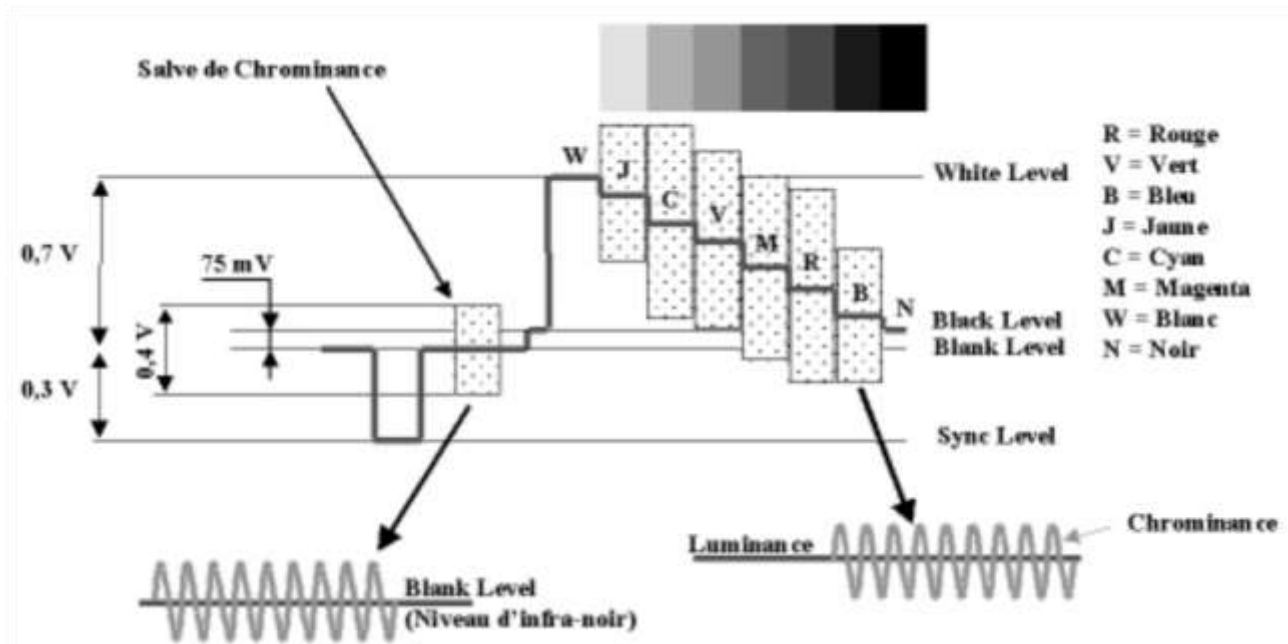 Salve de Chrominance
W
J
C
V
M
R
B
N
White Level
Black Level
Blank Level
Sync Level
R = Rouge
V = Vert
B = Bleu
J = Jaune
C = Cyan
M = Magenta
W = Blanc
N = Noir
0,7 V
75 mV
0,4 V
0,3 V
Blank Level
(Niveau d'infra-noir)
Luminance
Chrominance